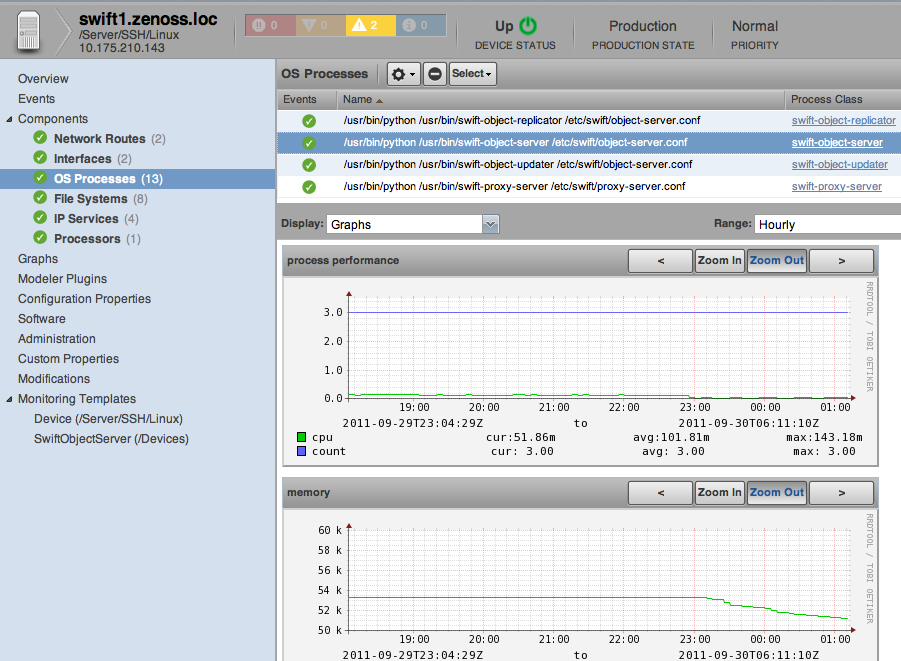 swift1.zenoss.loc
/Server/SSH/Linux
10.175.210.143
0 0 2 0
Up
DEVICE STATUS
Production
PRODUCTION STATE
Normal
PRIORITY
Overview
Events
Components
Network Routes (2)
Interfaces (2)
OS Processes (13)
File Systems (8)
IP Services (4)
Processors (1)
Graphs
Modeler Plugins
Configuration Properties
Software
Administration
Custom Properties
Modifications
Monitoring Templates
Device (/Server/SSH/Linux)
SwiftObjectServer (/Devices)
OS Processes Select
Events Name Process Class
/usr/bin/python /usr/bin/swift-object-replicator /etc/swift/object-server.conf swift-object-replicator
/usr/bin/python /usr/bin/swift-object-server /etc/swift/object-server.conf swift-object-server
/usr/bin/python /usr/bin/swift-object-updater /etc/swift/object-server.conf swift-object-updater
/usr/bin/python /usr/bin/swift-proxy-server /etc/swift/proxy-server.conf swift-proxy-server
Display: Graphs Range: Hourly
process performance < Zoom In Zoom Out >
3.0
2.0
1.0
0.0
19:00 20:00 21:00 22:00 23:00 00:00 01:00
2011-09-29T23:04:29Z to 2011-09-30T06:11:10Z
cpu cur:51.86m avg:101.81m max:143.18m
count cur: 3.00 avg: 3.00 max: 3.00
RRDTOOL / TOBI OETIKER
memory < Zoom In Zoom Out >
60 k
58 k
56 k
54 k
52 k
50 k
19:00 20:00 21:00 22:00 23:00 00:00 01:00
2011-09-29T23:04:29Z to 2011-09-30T06:11:10Z
RRDTOOL / TOBI OETIKER